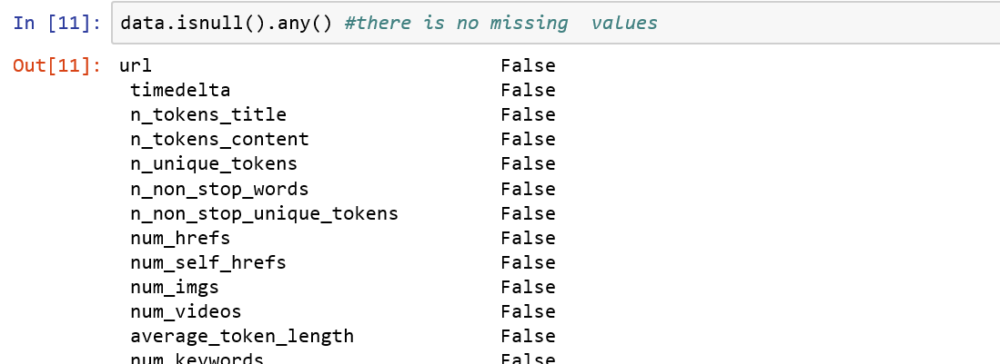 In [11]: data.isnull().any() #there is no missing  values
Out[11]: url False
timedelta False
n_tokens_title False
n_tokens_content False
n_unique_tokens False
n_non_stop_words False
n_non_stop_unique_tokens False
num_hrefs False
num_self_hrefs False
num_imgs False
num_videos False
average_token_length False
num_keywords False